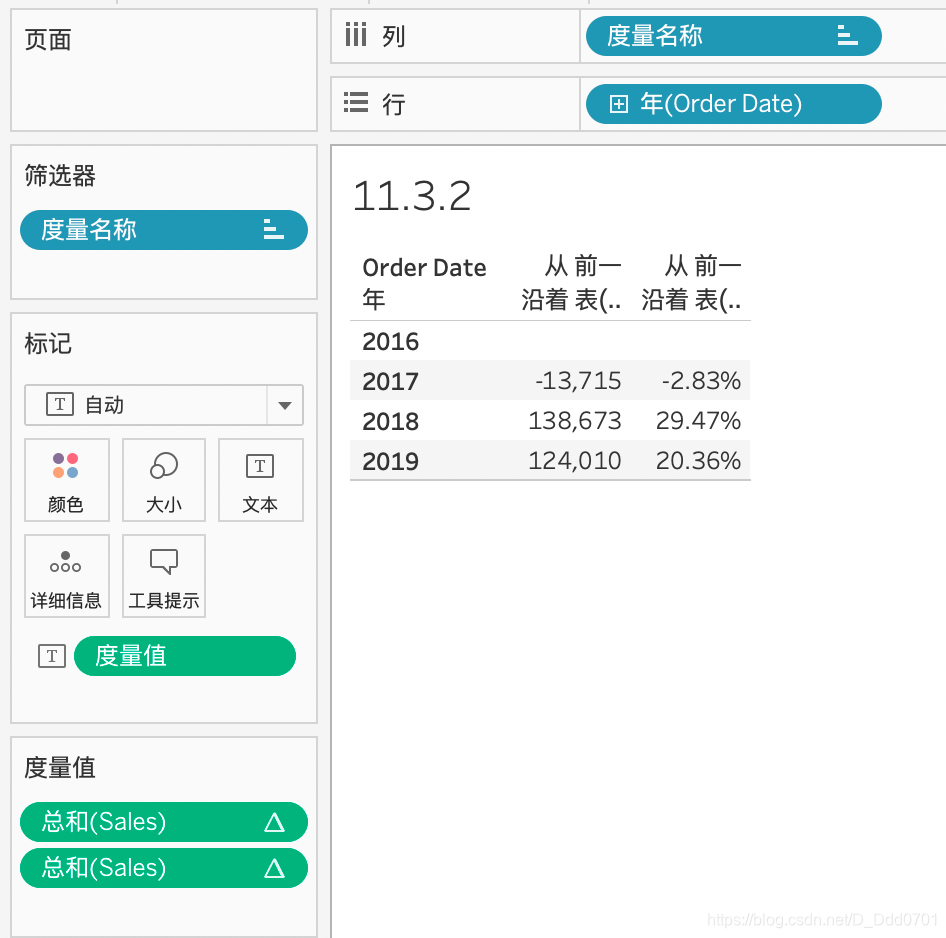 页面
列
度量名称
行
年(Order Date)
筛选器
度量名称
标记
T 自动
颜色
大小
T
文本
详细信息
工具提示
T 度量值
度量值
总和(Sales)
总和(Sales)
11.3.2
Order Date 从 前一 从 前一
年 沿着 表(.. 沿着 表(..
2016
2017 -13,715 -2.83%
2018 138,673 29.47%
2019 124,010 20.36%
https://blog.csdn.net/D_Ddd0701